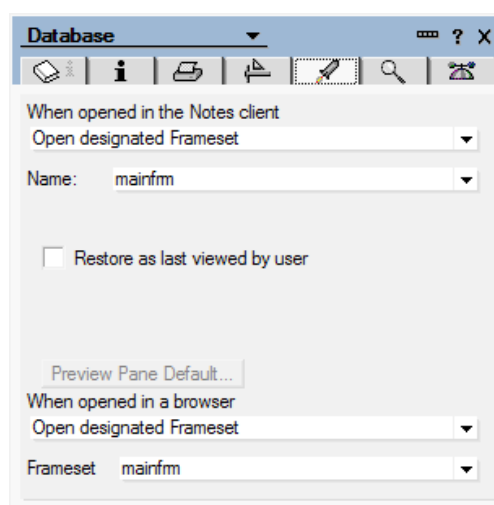 Database
? X
i i
When opened in the Notes client
Open designated Frameset
Name: mainfrm
Restore as last viewed by user
Preview Pane Default...
When opened in a browser
Open designated Frameset
Frameset mainfrm